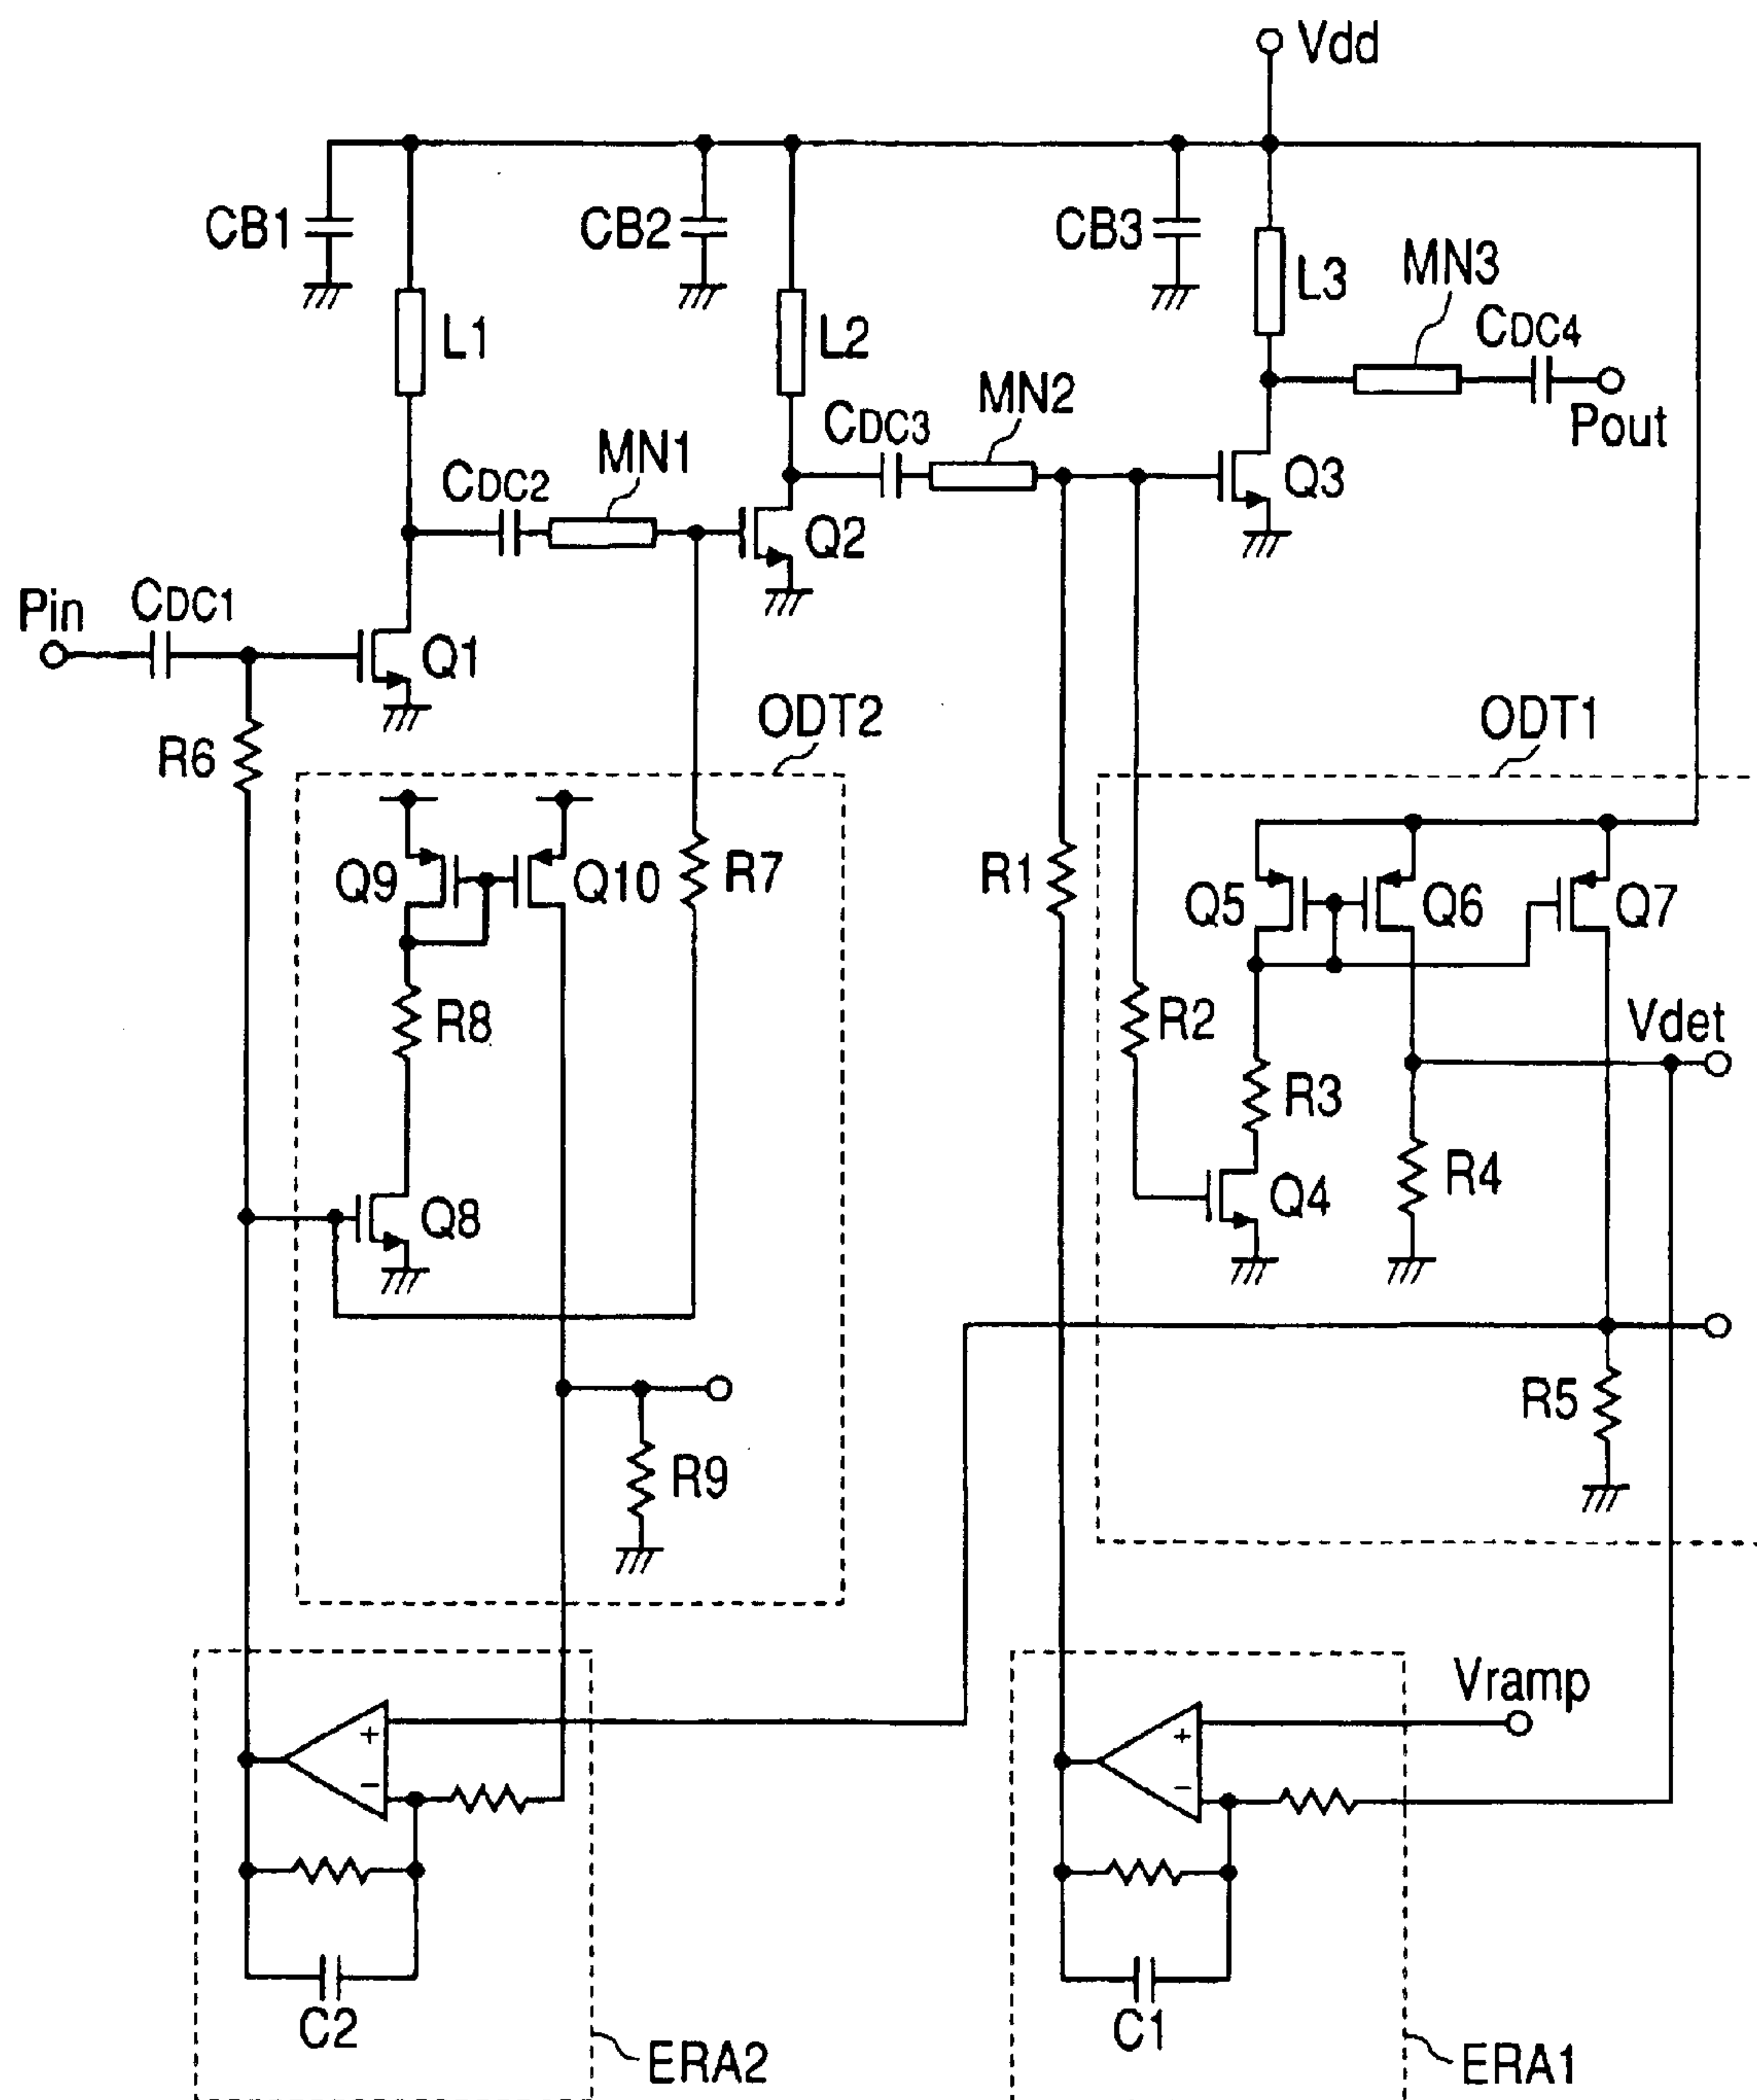 Vdd
CB1
CB2
CB3
L1
L2
L3
MN3
CDC4
Pout
MN2
CDC3
MN1
CDC2
Q3
Q2
Pin
CDC1
Q1
R6
ODT2
ODT1
Q9
Q10
R7
R1
Q5
Q6
Q7
R8
R2
Vdet
R3
R4
Q8
Q4
R5
R9
Vramp
+
−
+
−
C2
C1
ERA2
ERA1